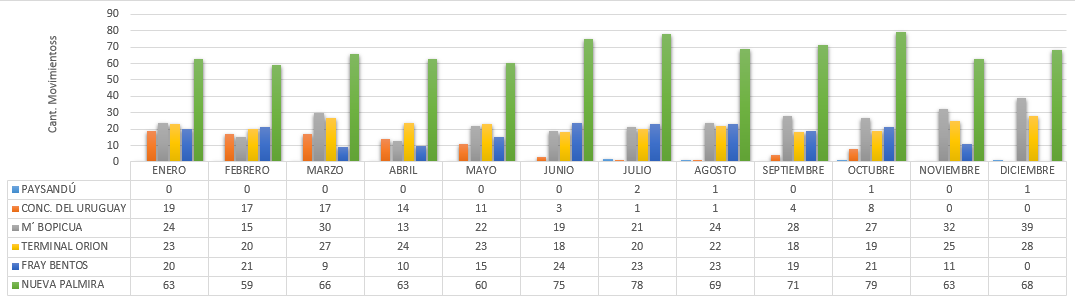 90
80
70
60
50
40
30
20
10
0
Cant. Movimientoss
ENERO FEBRERO MARZO ABRIL MAYO JUNIO JULIO AGOSTO SEPTIEMBRE OCTUBRE NOVIEMBRE DICIEMBRE
PAYSANDÚ 0 0 0 0 0 0 2 1 0 1 0 1
CONC. DEL URUGUAY 19 17 17 14 11 3 1 1 4 8 0 0
M´ BOPICUA 24 15 30 13 22 19 21 24 28 27 32 39
TERMINAL ORION 23 20 27 24 23 18 20 22 18 19 25 28
FRAY BENTOS 20 21 9 10 15 24 23 23 19 21 11 0
NUEVA PALMIRA 63 59 66 63 60 75 78 69 71 79 63 68